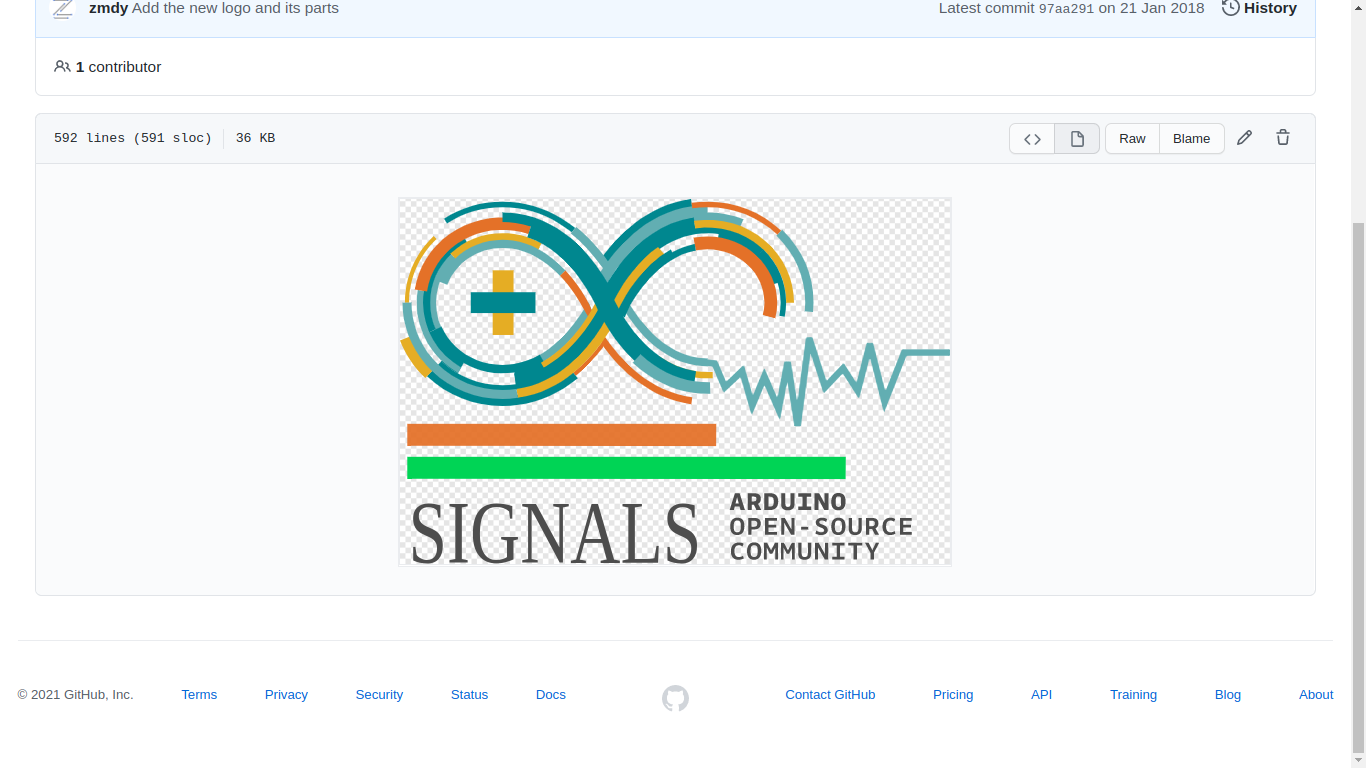 zmdy Add the new logo and its parts Latest commit 97aa291 on 21 Jan 2018 History
1 contributor
592 lines (591 sloc) 36 KB Raw Blame
SIGNALS
ARDUINO
OPEN-SOURCE
COMMUNITY
© 2021 GitHub, Inc. Terms Privacy Security Status Docs Contact GitHub Pricing API Training Blog About